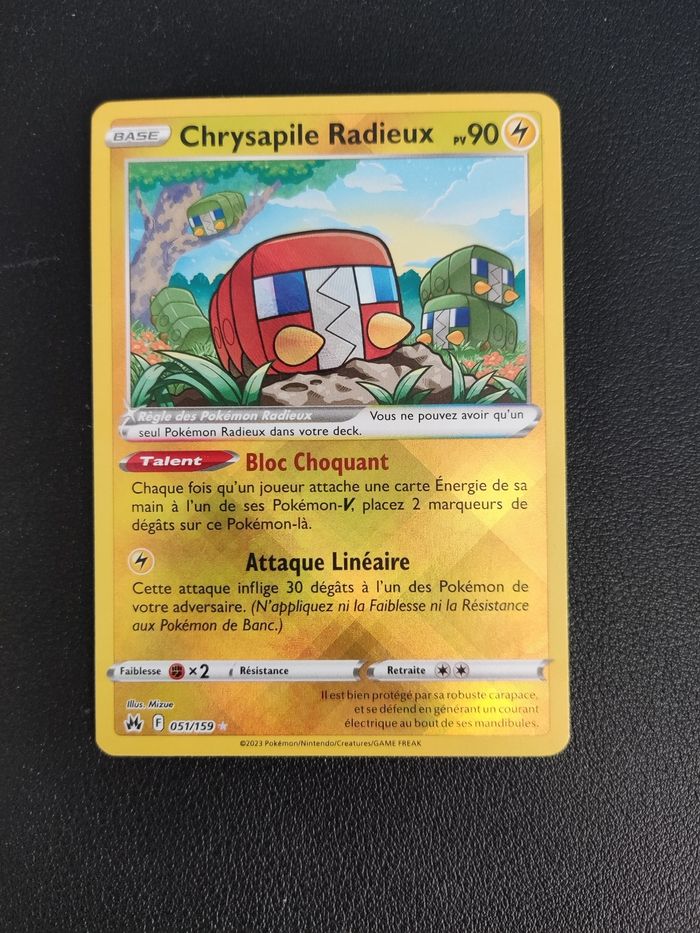 BASE Chrysapile Radieux PV 90
Règle des Pokémon Radieux Vous ne pouvez avoir qu'un
seul Pokémon Radieux dans votre deck.
Talent Bloc Choquant
Chaque fois qu'un joueur attache une carte Énergie de sa
main à l'un de ses Pokémon-V, placez 2 marqueurs de
dégâts sur ce Pokémon-là.
Attaque Linéaire
Cette attaque inflige 30 dégâts à l'un des Pokémon de
votre adversaire. (N'appliquez ni la Faiblesse ni la Résistance
aux Pokémon de Banc.)
Faiblesse ×2 Résistance Retraite
Illus. Mizue
F 051/159
Il est bien protégé par sa robuste carapace,
et se défend en générant un courant
électrique au bout de ses mandibules.
©2023 Pokémon/Nintendo/Creatures/GAME FREAK